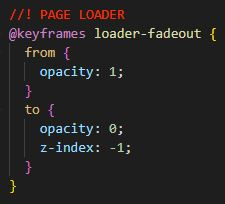 //! PAGE LOADER
@keyframes loader-fadeout {
  from {
    opacity: 1;
  }
  to {
    opacity: 0;
    z-index: -1;
  }
}